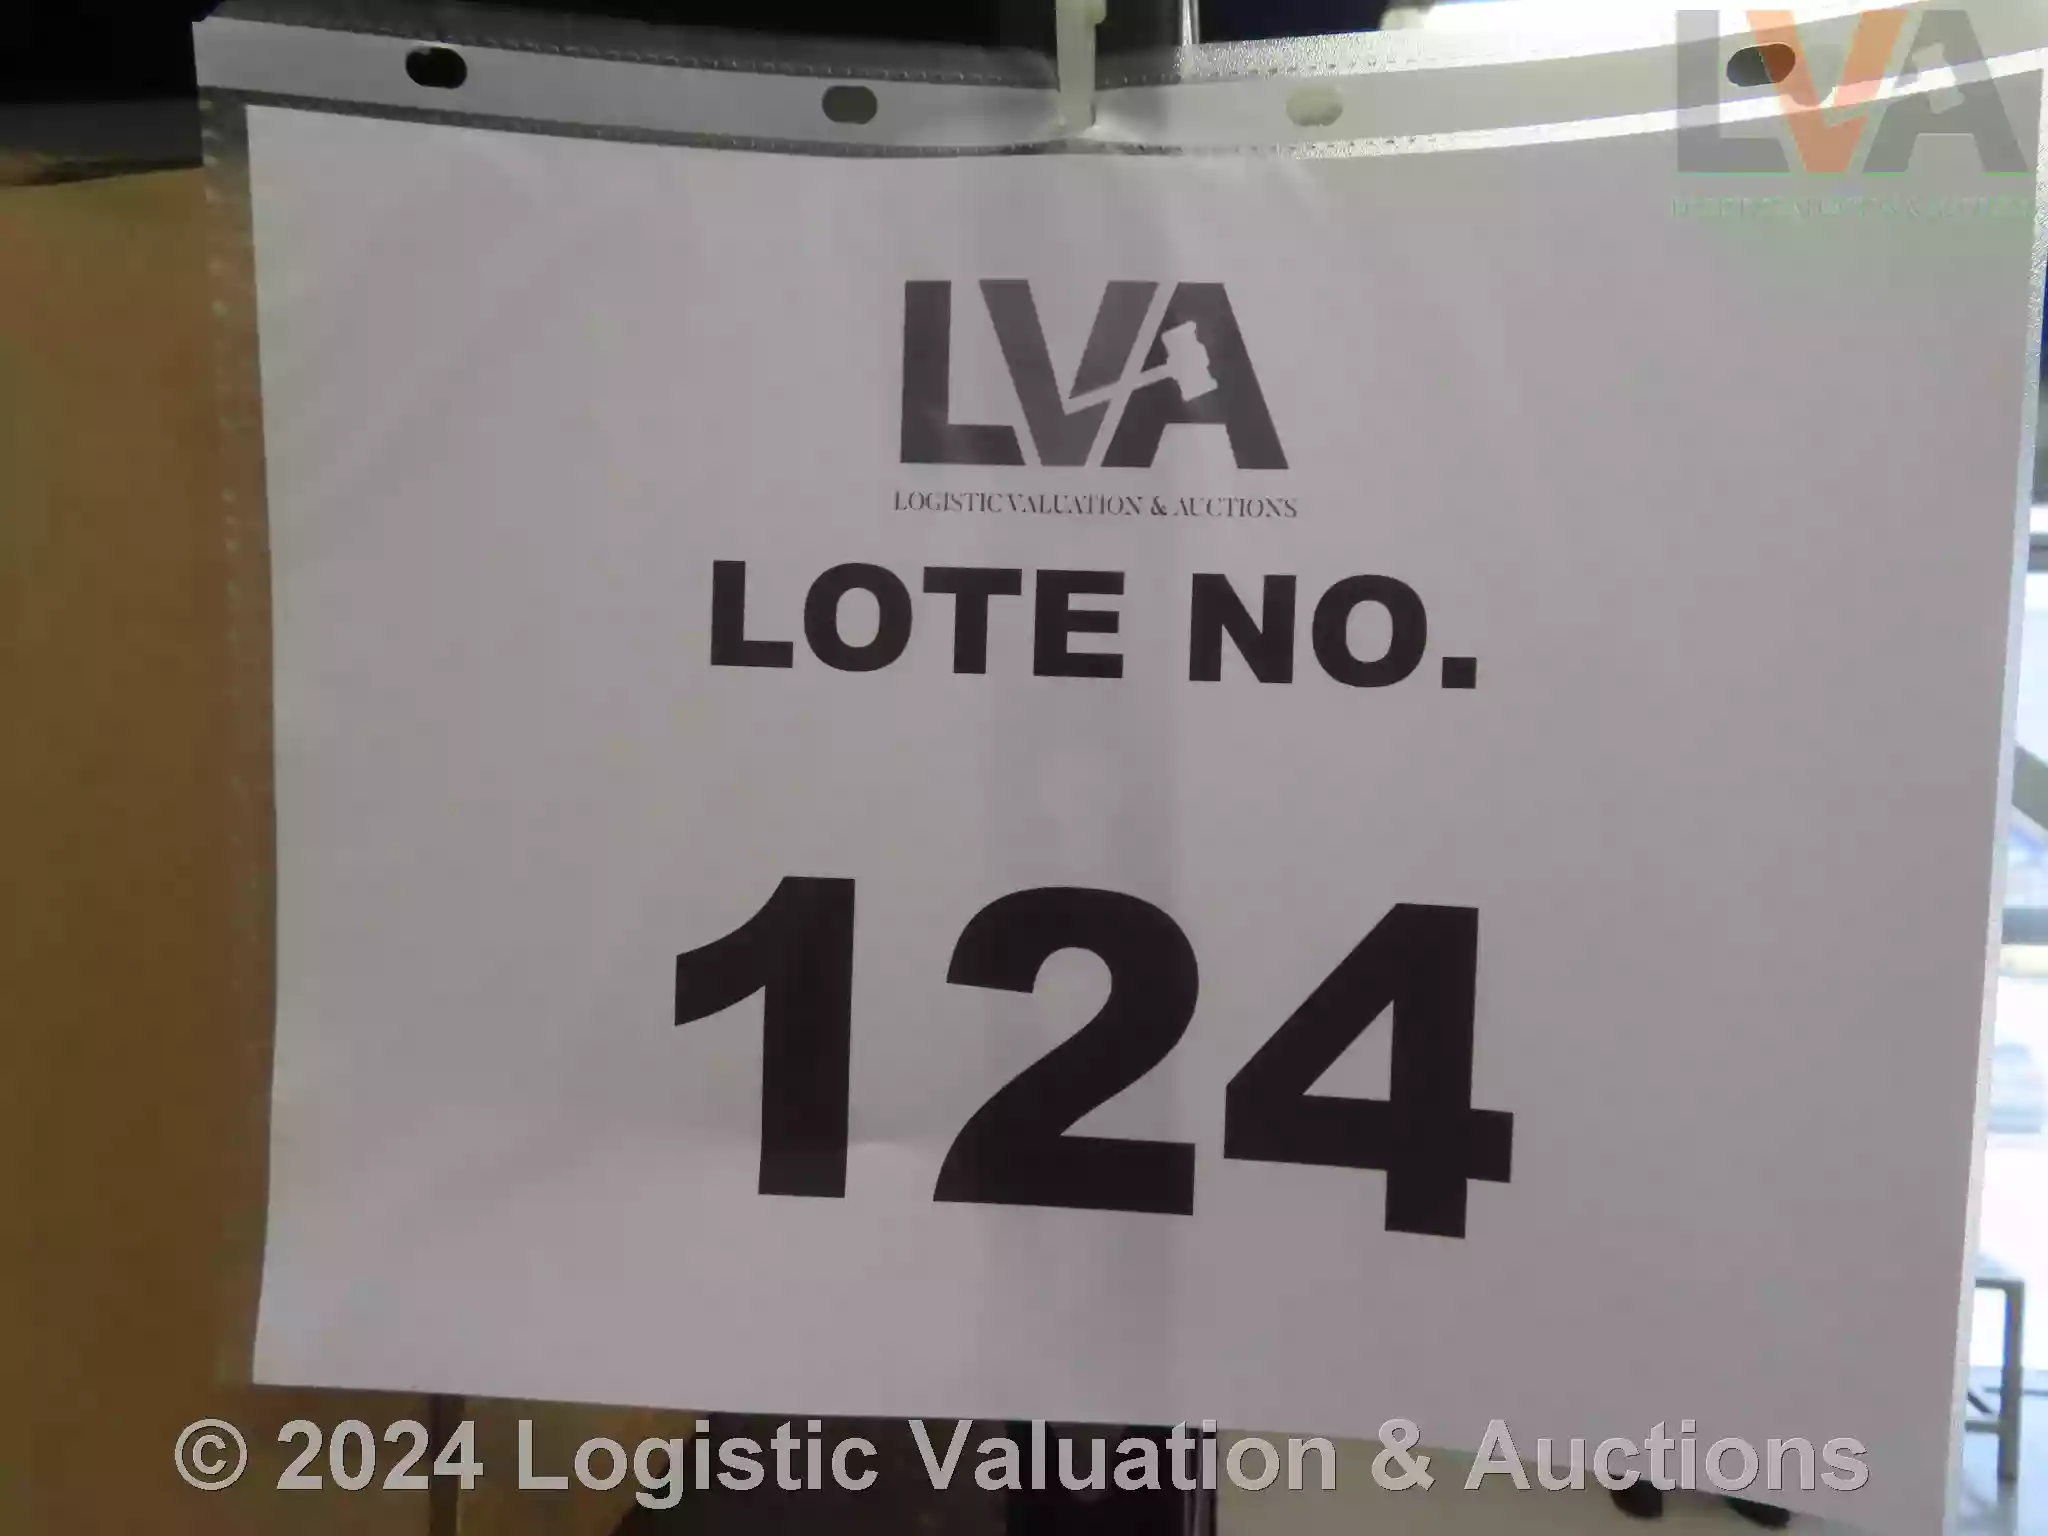 LVA
LVA
LOGISTIC VALUATION & AUCTIONS
LOTE NO.
124
© 2024 Logistic Valuation & Auctions